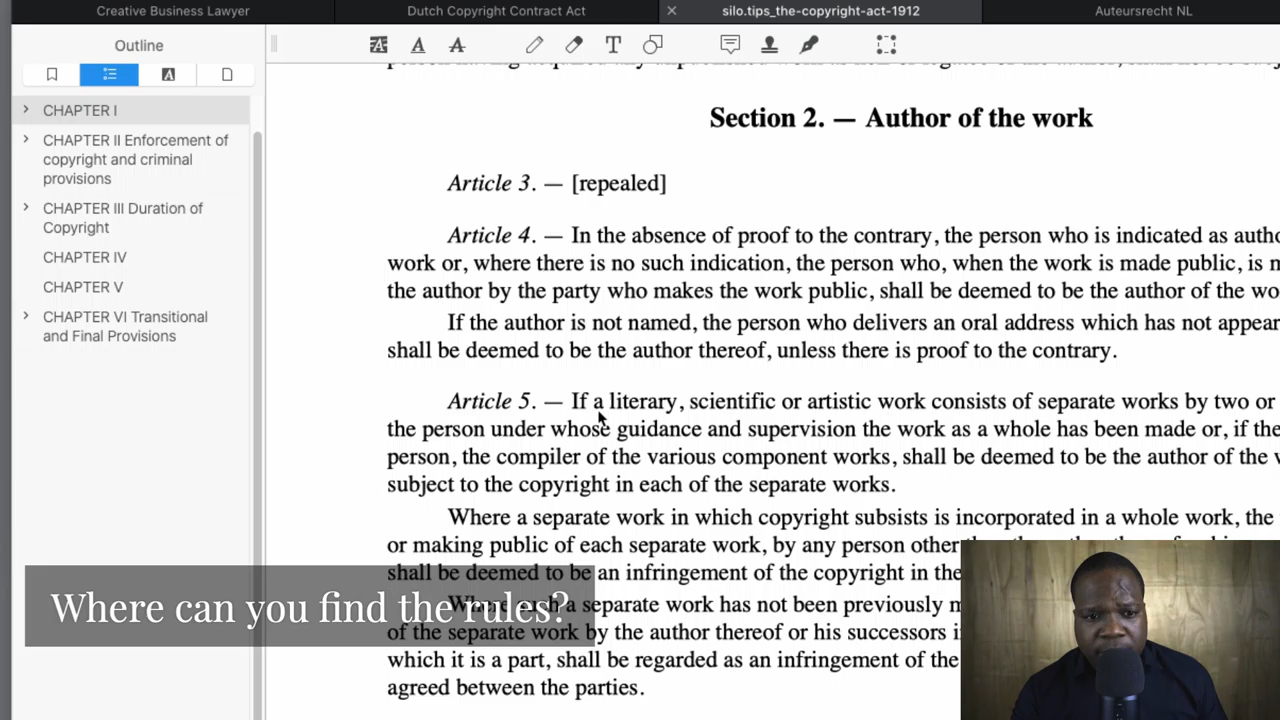 Creative Business Lawyer
Dutch Copyright Contract Act
silo.tips_the-copyright-act-1912
Auteursrecht NL
Outline
CHAPTER I
CHAPTER II Enforcement of
copyright and criminal
provisions
CHAPTER III Duration of
Copyright
CHAPTER IV
CHAPTER V
CHAPTER VI Transitional
and Final Provisions
Section 2. — Author of the work
Article 3. — [repealed]
Article 4. — In the absence of proof to the contrary, the person who is indicated as
work or, where there is no such indication, the person who, when the work is made public, is
the author by the party who makes the work public, shall be deemed to be the author of the
If the author is not named, the person who delivers an oral address which has not
shall be deemed to be the author thereof, unless there is proof to the contrary.
Article 5. — If a literary, scientific or artistic work consists of separate works by two or
the person under whose guidance and supervision the work as a whole has been made or, if the
person, the compiler of the various component works, shall be deemed to be the author of the
subject to the copyright in each of the separate works.
Where a separate work in which copyright subsists is incorporated in a whole work, the
or making public of each separate work, by any person other
shall be deemed to be an infringement of the copyright in the
Where such a separate work has not been previously
of the separate work by the author thereof or his successors
which it is a part, shall be regarded as an infringement of the
agreed between the parties.
Where can you find the rules?